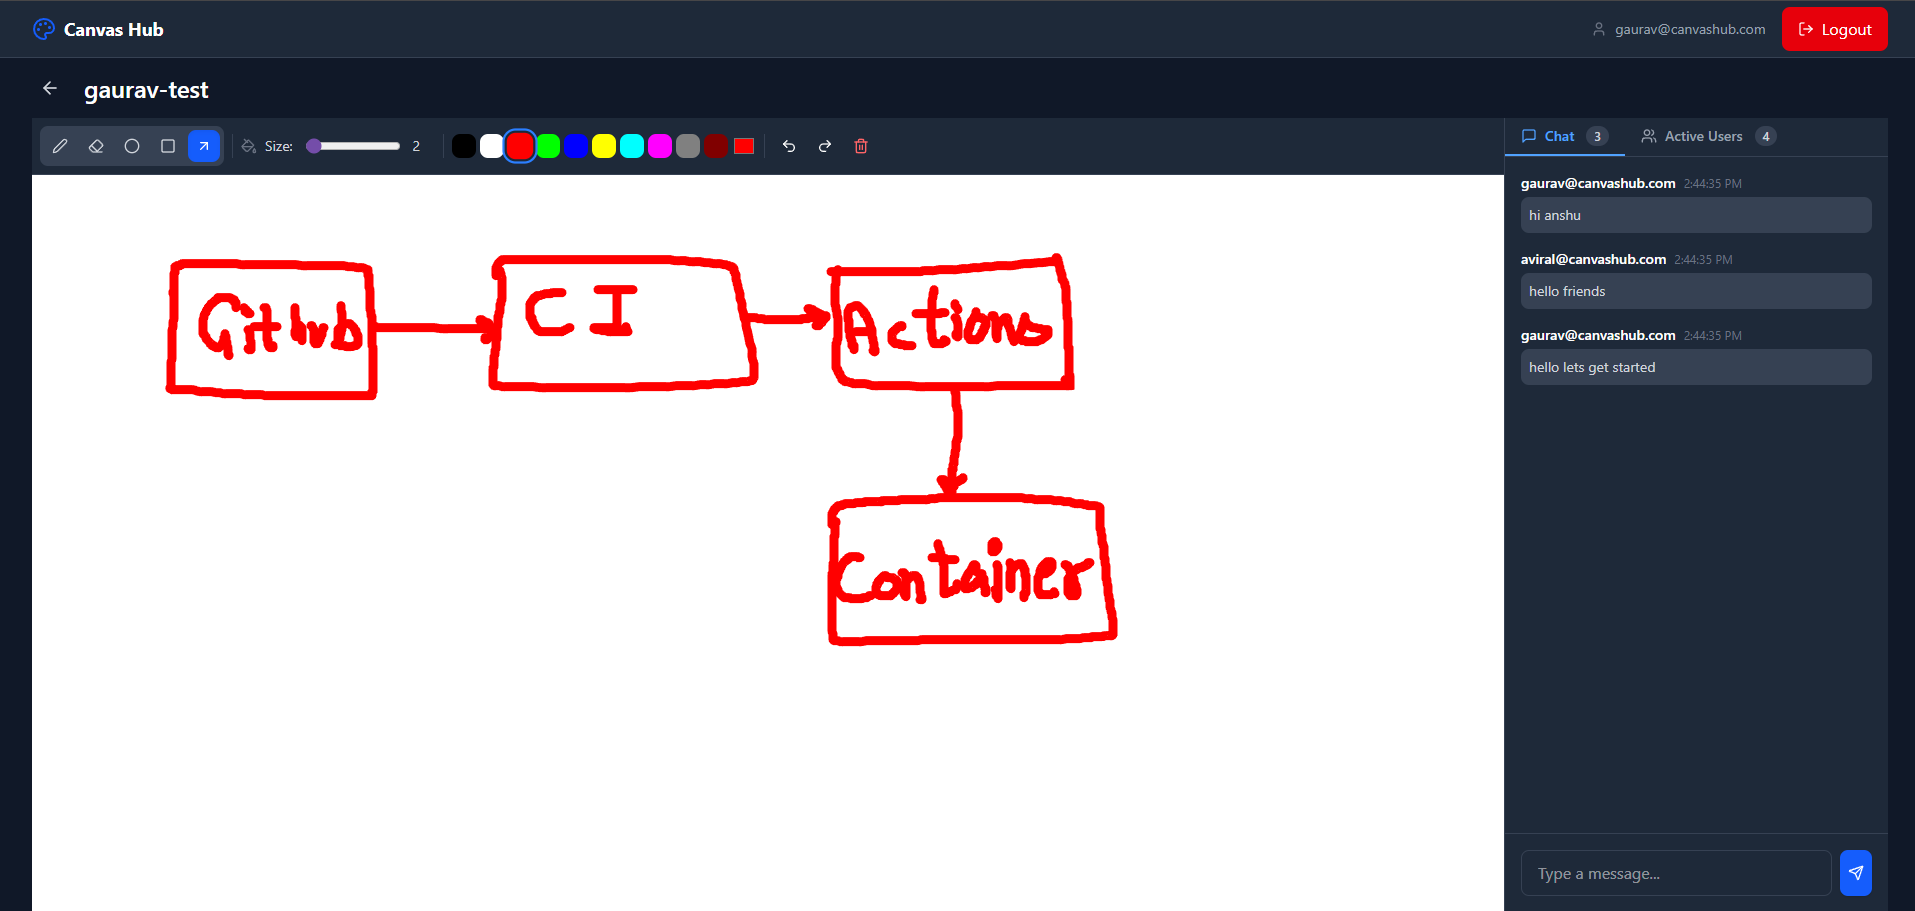 Canvas Hub
gaurav@canvashub.com
Logout
gaurav-test
Size:
2
Chat 3
Active Users 4
gaurav@canvashub.com 2:44:35 PM
hi anshu
aviral@canvashub.com 2:44:35 PM
hello friends
gaurav@canvashub.com 2:44:35 PM
hello lets get started
Github
CI
Actions
Container
Type a message...